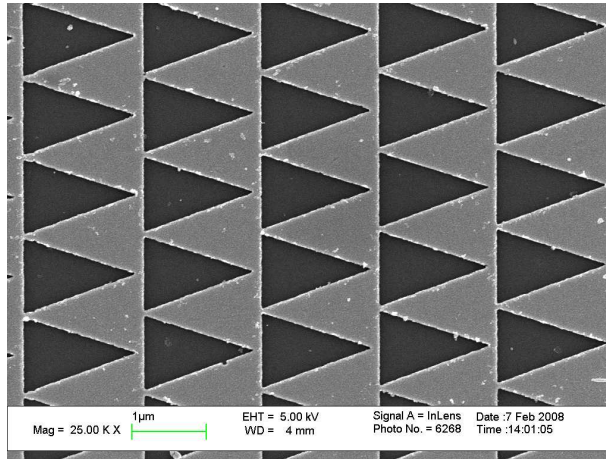 1µm
Mag = 25.00 K X
EHT = 5.00 kV
WD = 4 mm
Signal A = InLens
Photo No. = 6268
Date :7 Feb 2008
Time :14:01:05